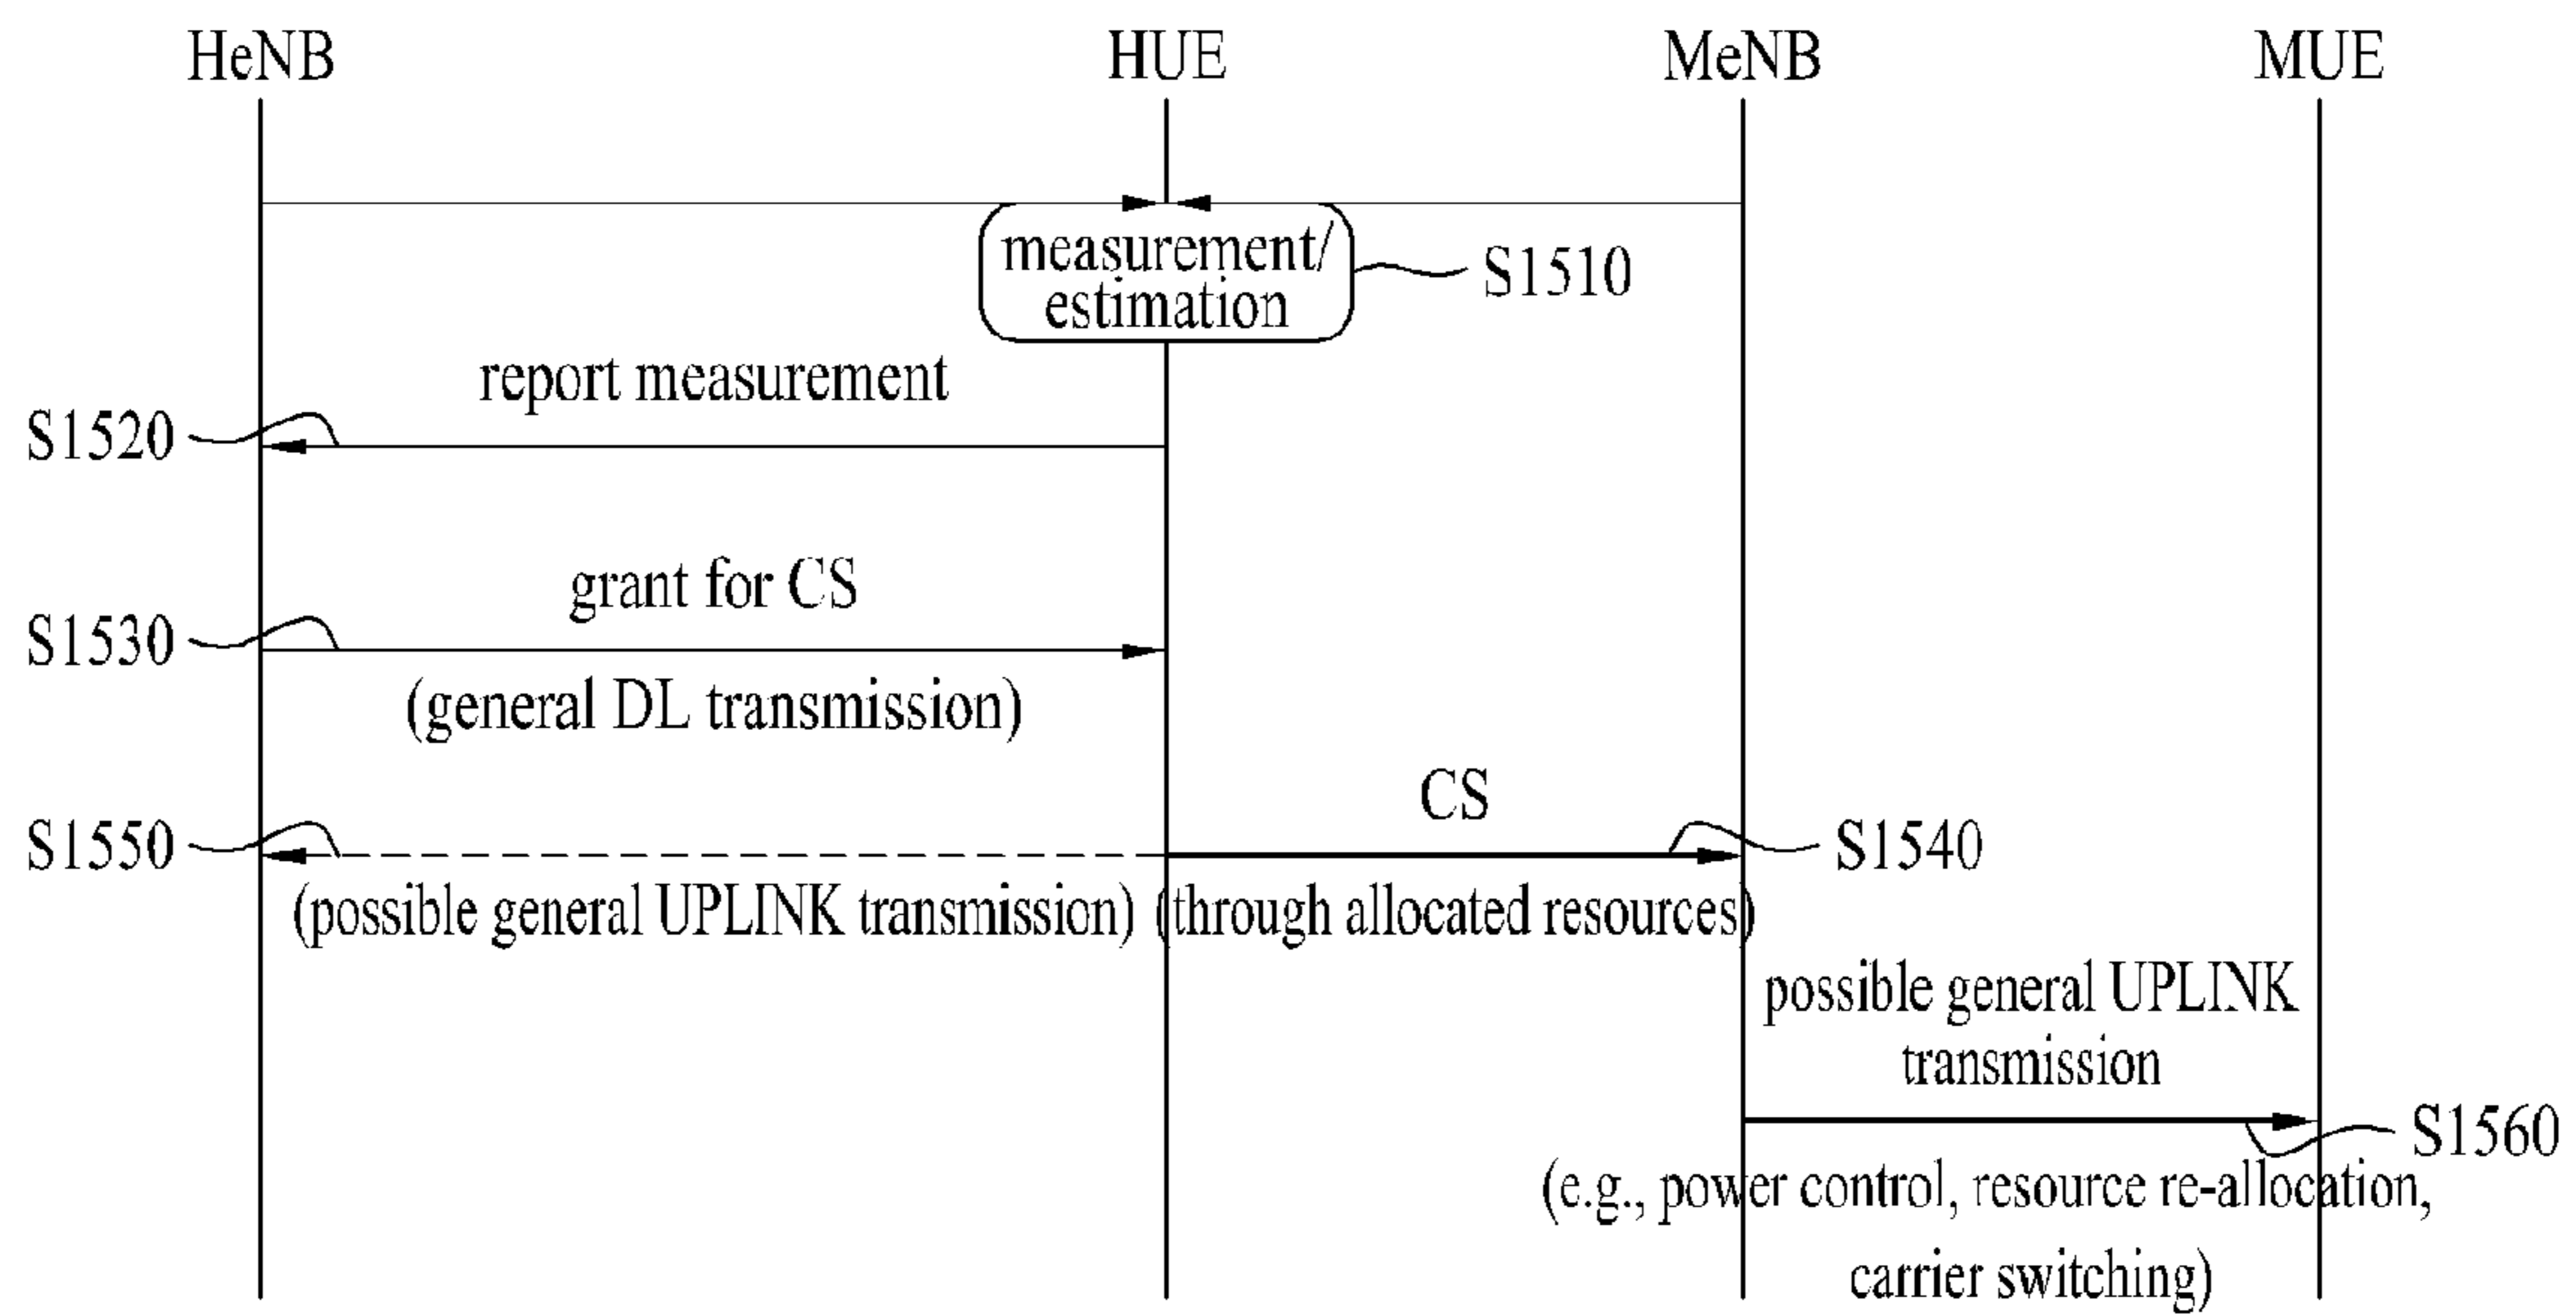 HeNB HUE MeNB MUE
measurement/
estimation
S1510
report measurement
S1520
grant for CS
S1530
(general DL transmission)
CS
S1550
S1540
(possible general UPLINK transmission) (through allocated resources)
possible general UPLINK
transmission
S1560
(e.g., power control, resource re-allocation,
carrier switching)